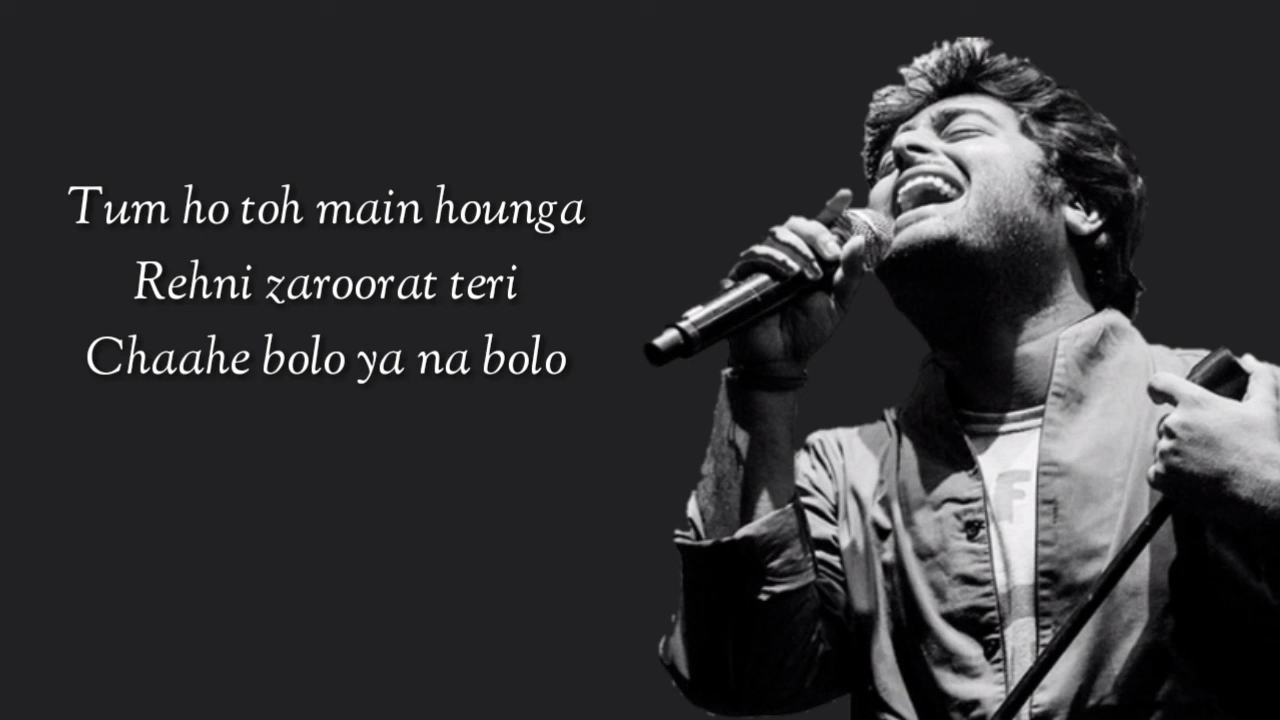 Tum ho toh main hounga
Rehni zaroorat teri
Chaahe bolo ya na bolo
F